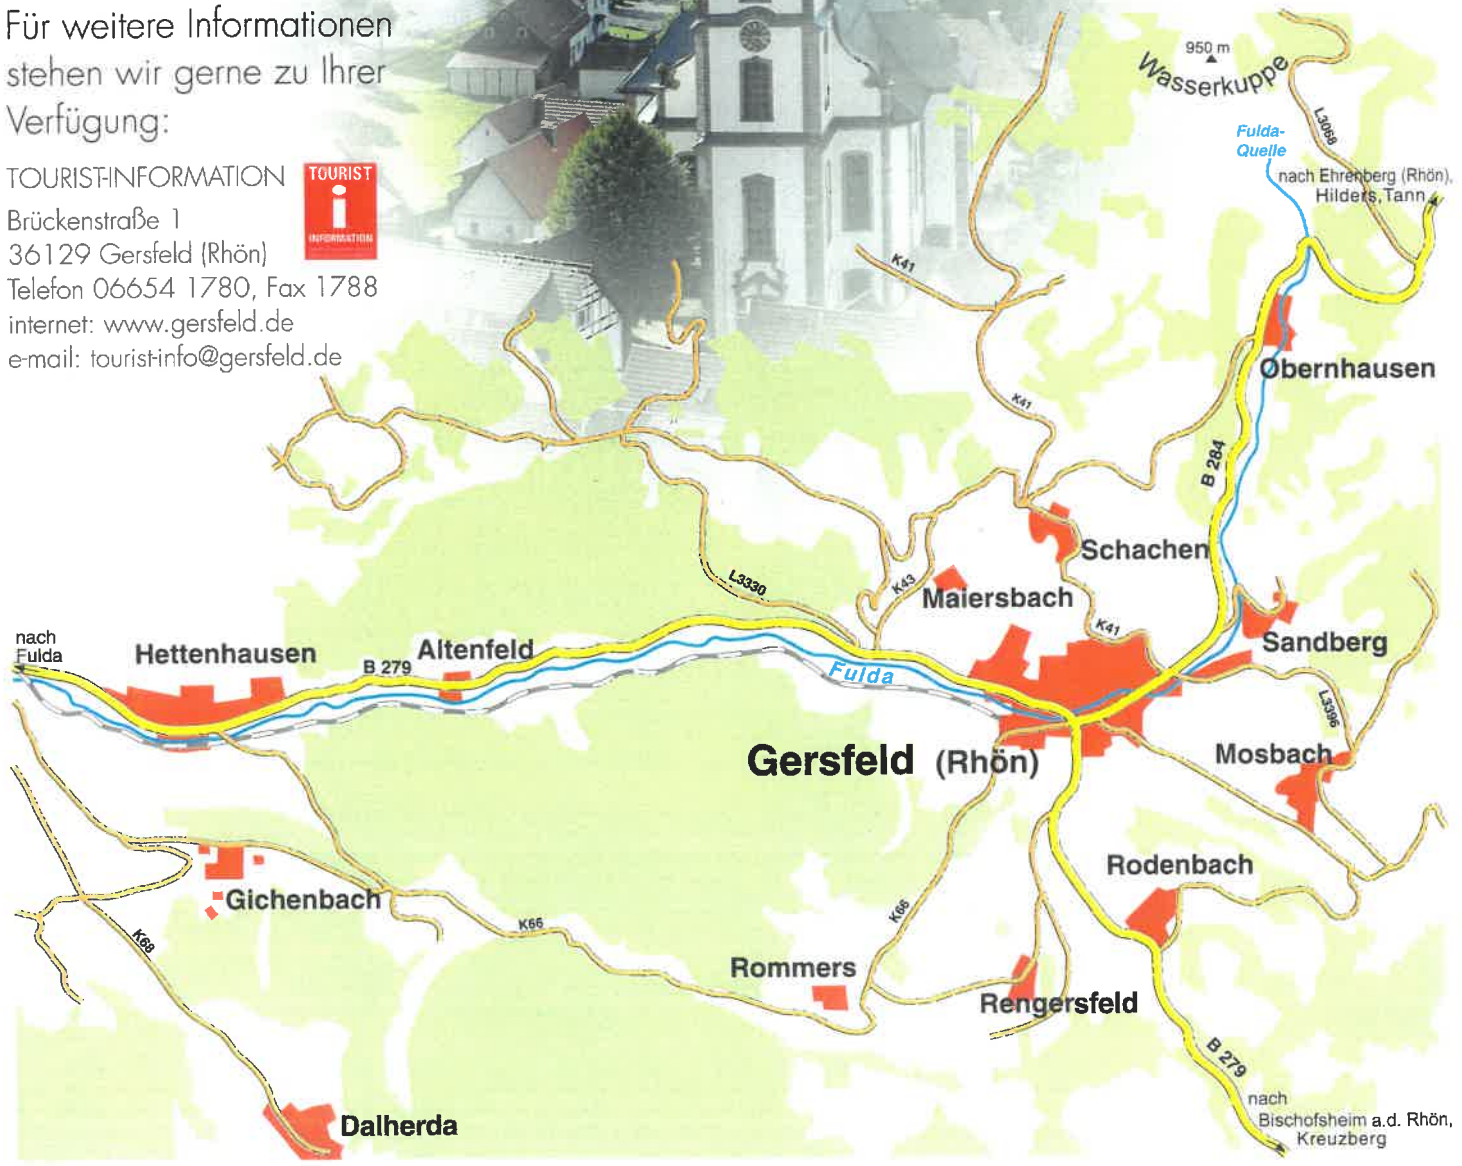 Für weitere Informationen
stehen wir gerne zu Ihrer
Verfügung:
TOURIST-INFORMATION
Brückenstraße 1
36129 Gersfeld (Rhön)
Telefon 06654 1780, Fax 1788
internet: www.gersfeld.de
e-mail: tourist-info@gersfeld.de
TOURIST
i
INFORMATION
950 m
Wasserkuppe
L3068
Fulda-
Quelle
nach Ehrenberg (Rhön),
Hilders, Tann
K41
Obernhausen
K41
B 284
Schachen
L3330
K43
Maiersbach
K41
Sandberg
nach
Fulda
Hettenhausen
B 279
Altenfeld
Fulda
L3396
Gersfeld (Rhön)
Mosbach
Rodenbach
Gichenbach
K66
K66
K68
Rommers
Rengersfeld
B 279
nach
Bischofsheim a.d. Rhön,
Kreuzberg
Dalherda